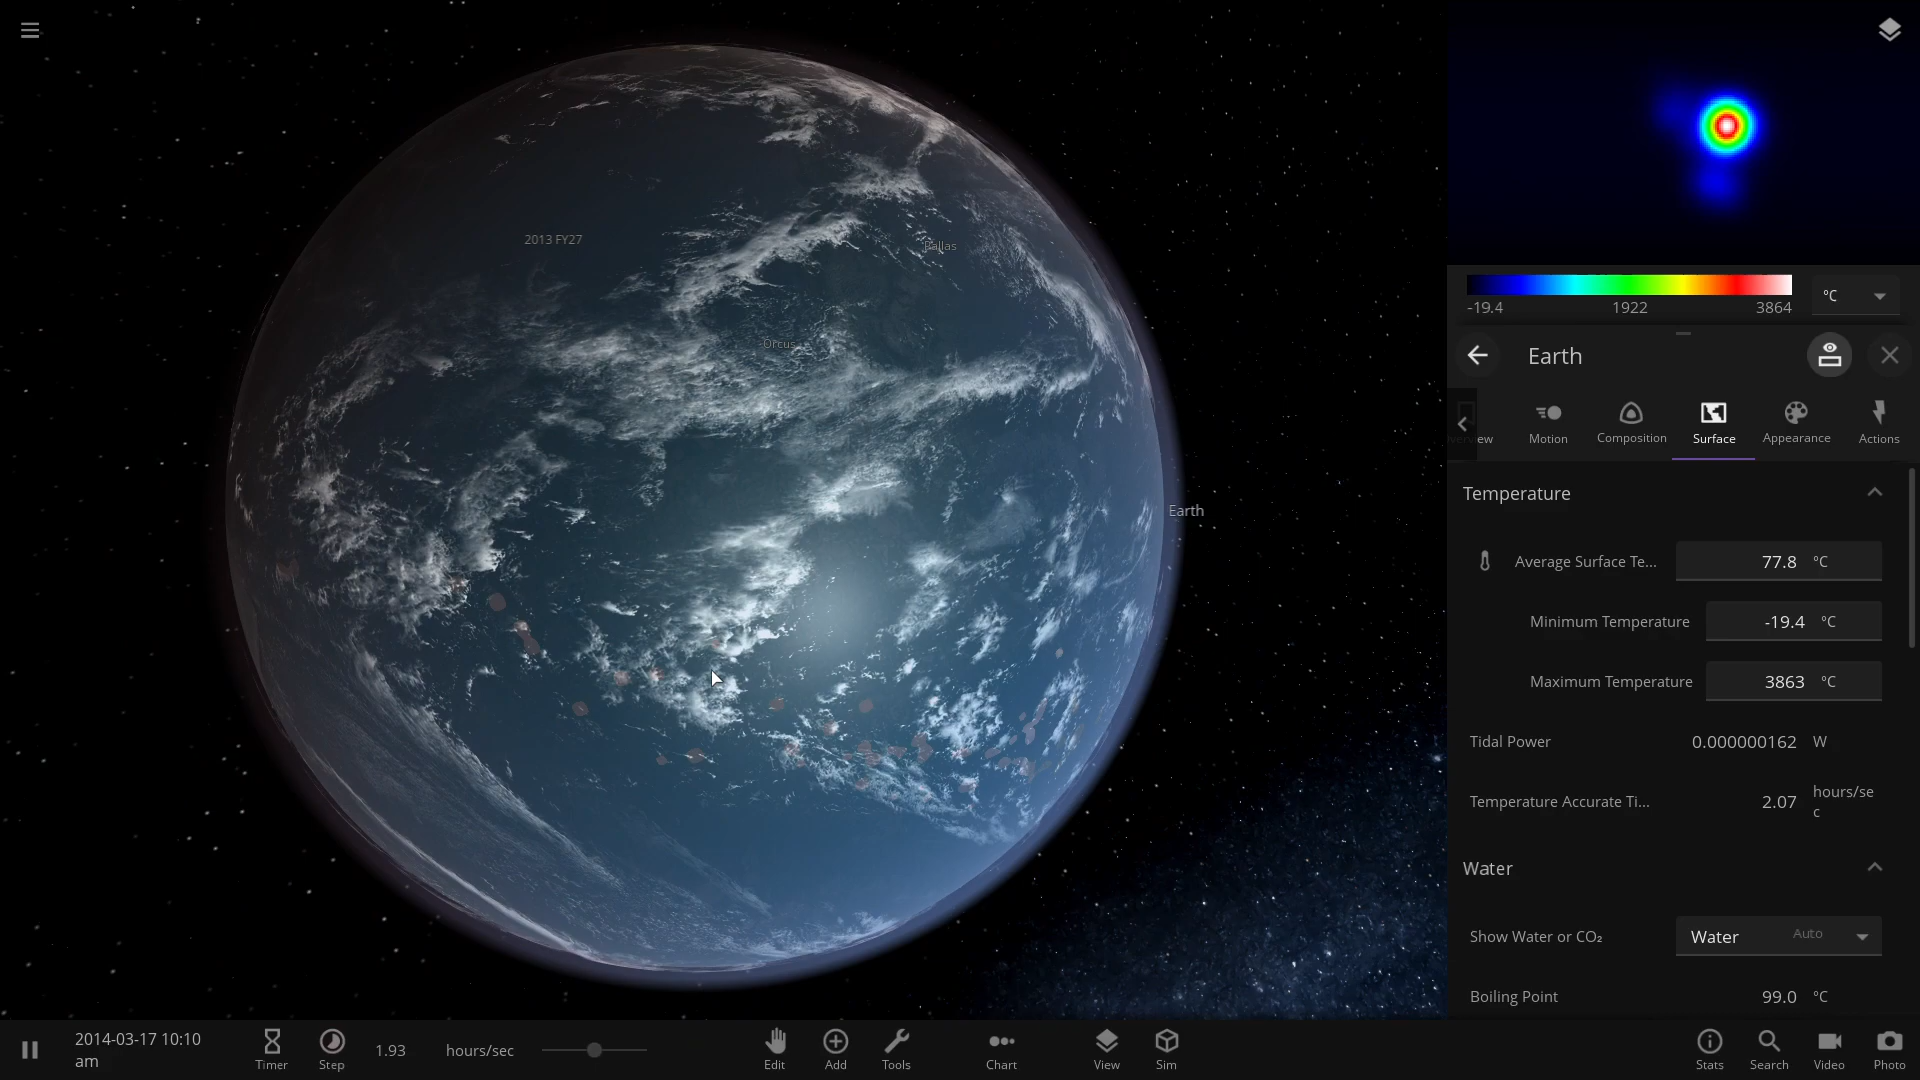 2013 FY27
Pallas
Orcus
Earth
-19.4 1922 3864
°C
Earth
Motion Composition Surface Appearance Actions
Temperature
Average Surface Te... 77.8 °C
Minimum Temperature -19.4 °C
Maximum Temperature 3863 °C
Tidal Power 0.000000162 W
Temperature Accurate Ti... 2.07 hours/se
c
Water
Show Water or CO₂ Water Auto
Boiling Point 99.0 °C
2014-03-17 10:10
am
Timer Step 1.93 hours/sec
Edit Add Tools Chart View Sim
Stats Search Video Photo